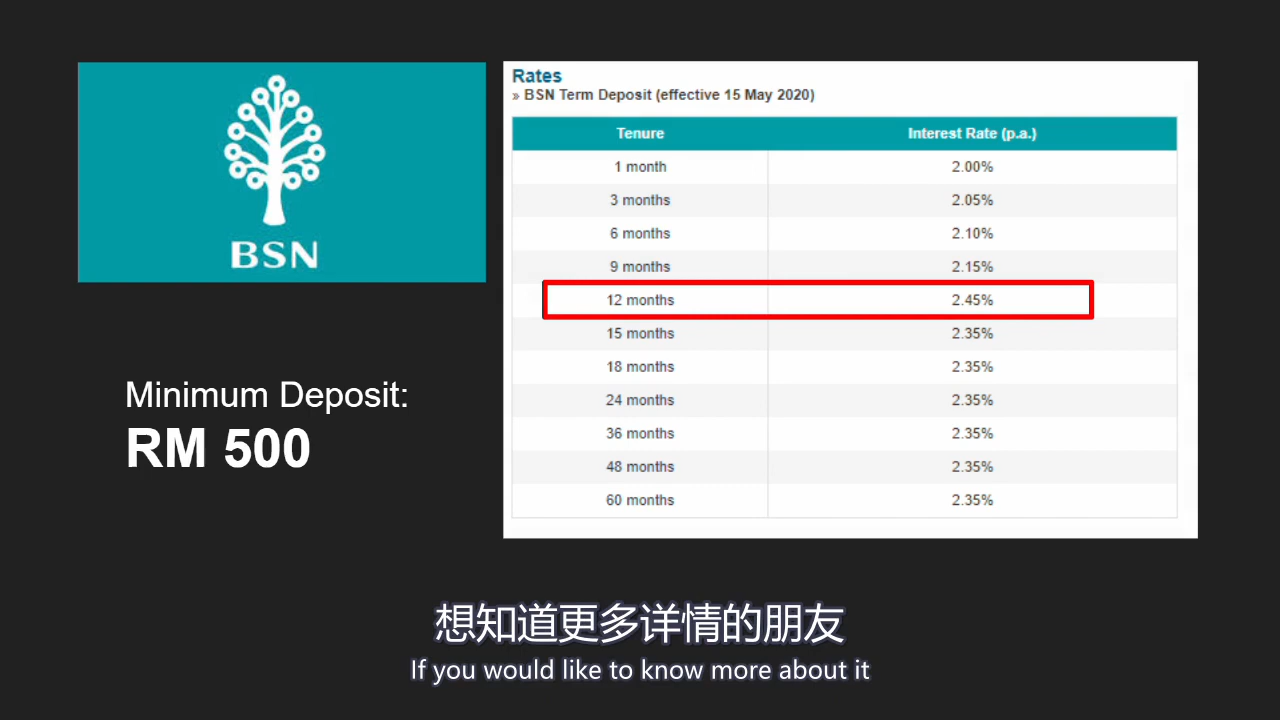 BSN
Minimum Deposit:
RM 500
Rates
» BSN Term Deposit (effective 15 May 2020)
Tenure Interest Rate (p.a.)
1 month 2.00%
3 months 2.05%
6 months 2.10%
9 months 2.15%
12 months 2.45%
15 months 2.35%
18 months 2.35%
24 months 2.35%
36 months 2.35%
48 months 2.35%
60 months 2.35%
想知道更多详情的朋友
If you would like to know more about it